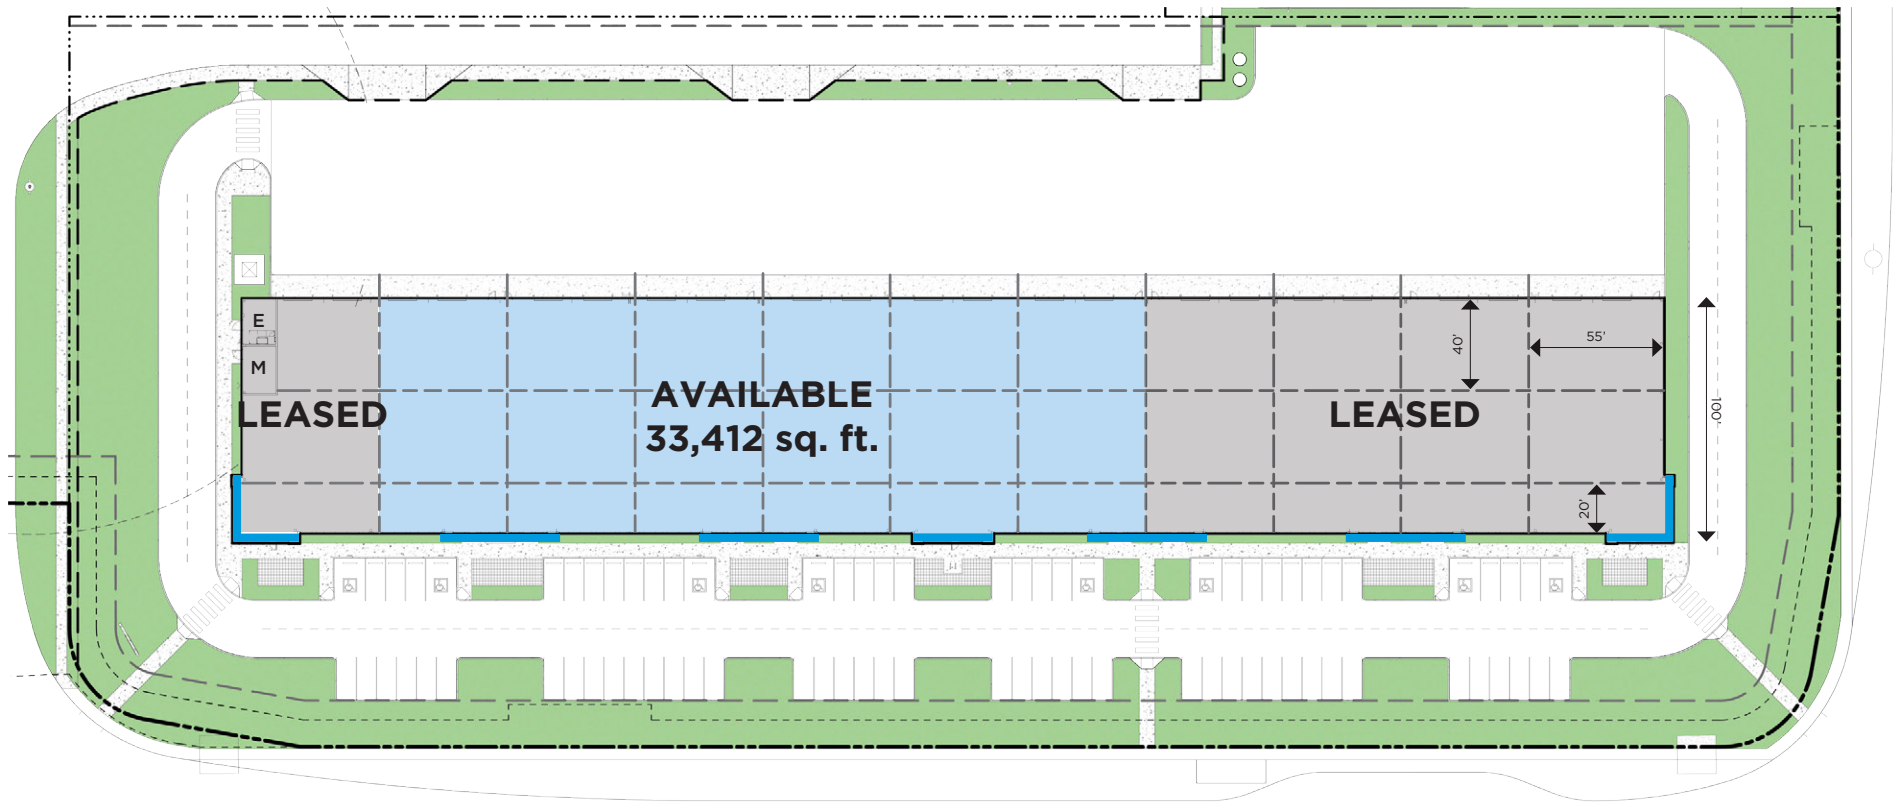 E
M
LEASED
AVAILABLE
33,412 sq. ft.
LEASED
40'
55'
100'
20'